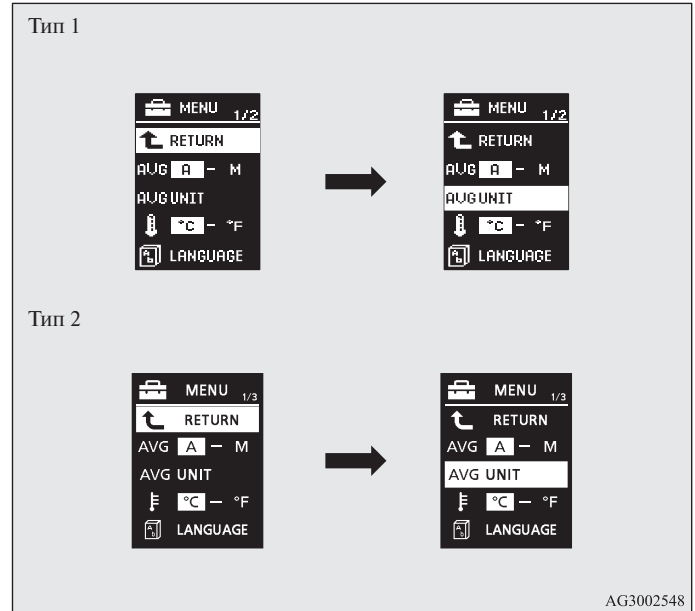 Тип 1
MENU 1/2
RETURN
AVG A - M
AVG UNIT
°C - °F
LANGUAGE
MENU 1/2
RETURN
AVG A - M
AVG UNIT
°C - °F
LANGUAGE
Тип 2
MENU 1/3
RETURN
AVG A — M
AVG UNIT
°C — °F
LANGUAGE
MENU 1/3
RETURN
AVG A — M
AVG UNIT
°C — °F
LANGUAGE
AG3002548